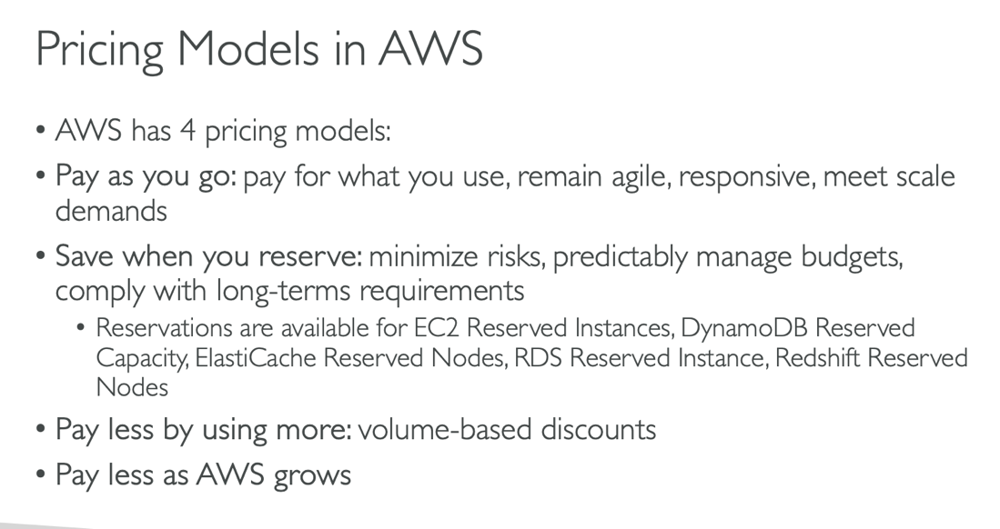 Pricing Models in AWS
• AWS has 4 pricing models:
• Pay as you go: pay for what you use, remain agile, responsive, meet scale
demands
• Save when you reserve: minimize risks, predictably manage budgets,
comply with long-terms requirements
• Reservations are available for EC2 Reserved Instances, DynamoDB Reserved
Capacity, ElastiCache Reserved Nodes, RDS Reserved Instance, Redshift Reserved
Nodes
• Pay less by using more: volume-based discounts
• Pay less as AWS grows